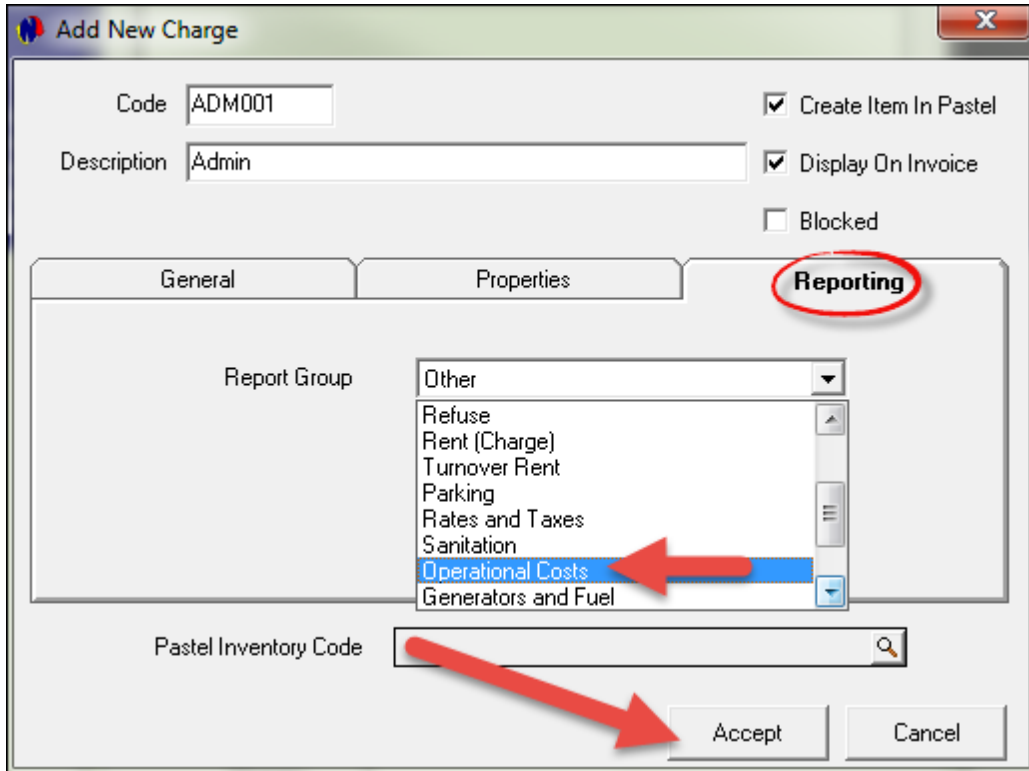 Add New Charge
Code ADM001
Create Item In Pastel
Description Admin
Display On Invoice
Blocked
General Properties Reporting
Report Group Other
Refuse
Rent (Charge)
Turnover Rent
Parking
Rates and Taxes
Sanitation
Operational Costs
Generators and Fuel
Pastel Inventory Code
Accept Cancel